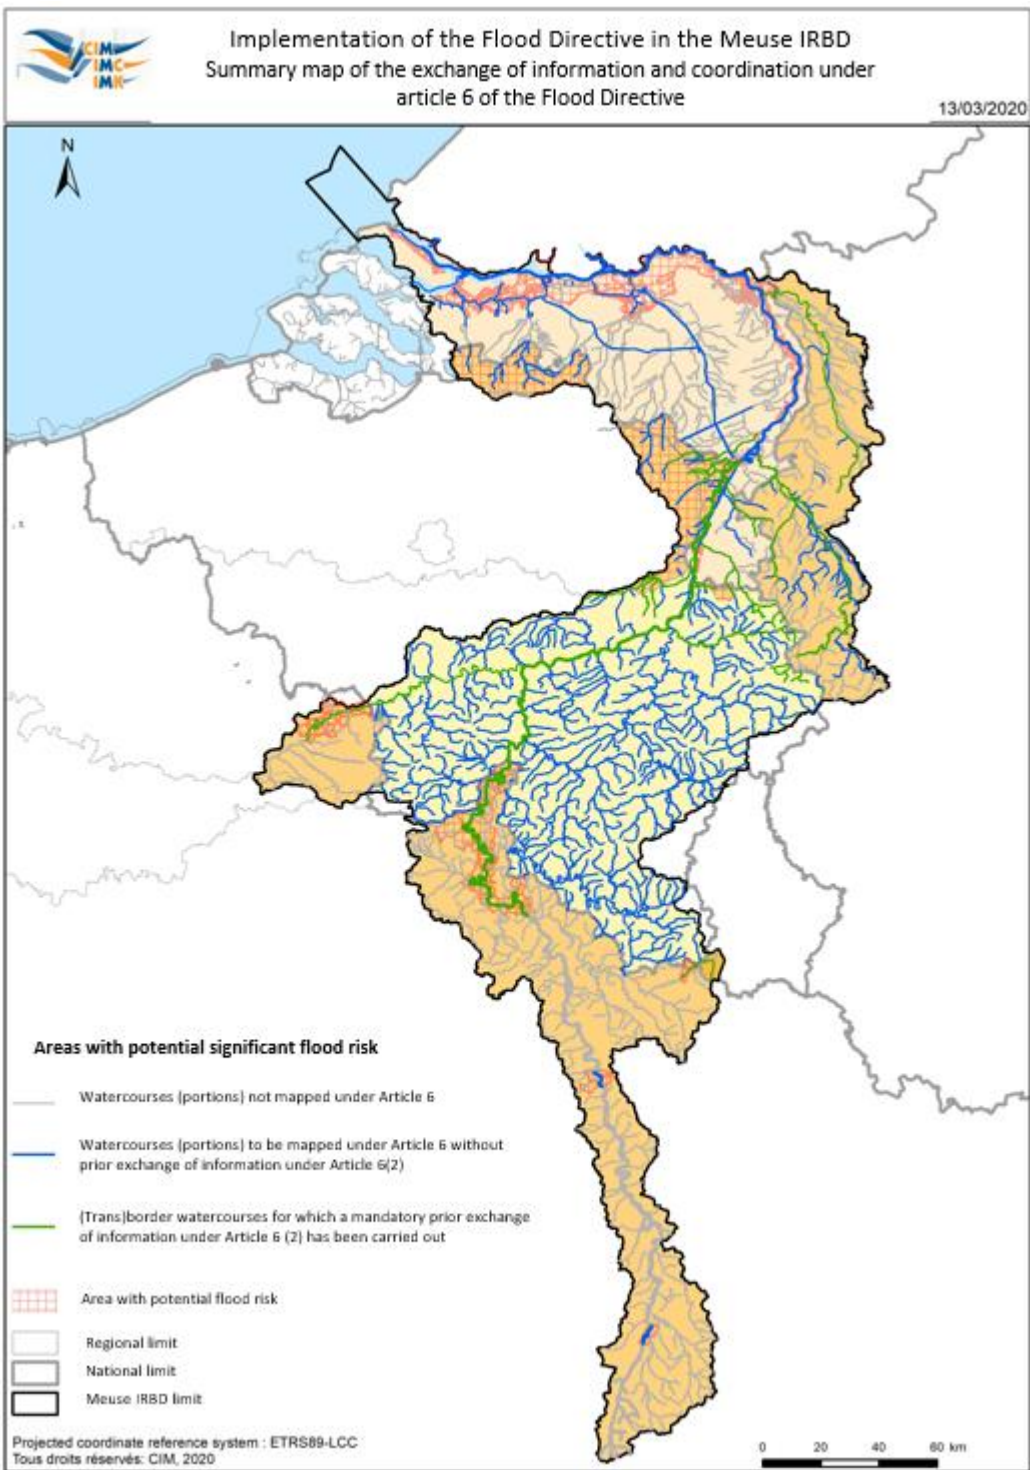 CIM
IMC
IMK
Implementation of the Flood Directive in the Meuse IRBD
Summary map of the exchange of information and coordination under
article 6 of the Flood Directive
13/03/2020
N
Areas with potential significant flood risk
Watercourses (portions) not mapped under Article 6
Watercourses (portions) to be mapped under Article 6 without
prior exchange of information under Article 6(2)
(Trans)border watercourses for which a mandatory prior exchange
of information under Article 6 (2) has been carried out
Area with potential flood risk
Regional limit
National limit
Meuse IRBD limit
Projected coordinate reference system : ETRS89-LCC
Tous droits réservés: CIM, 2020
0 20 40 60 km